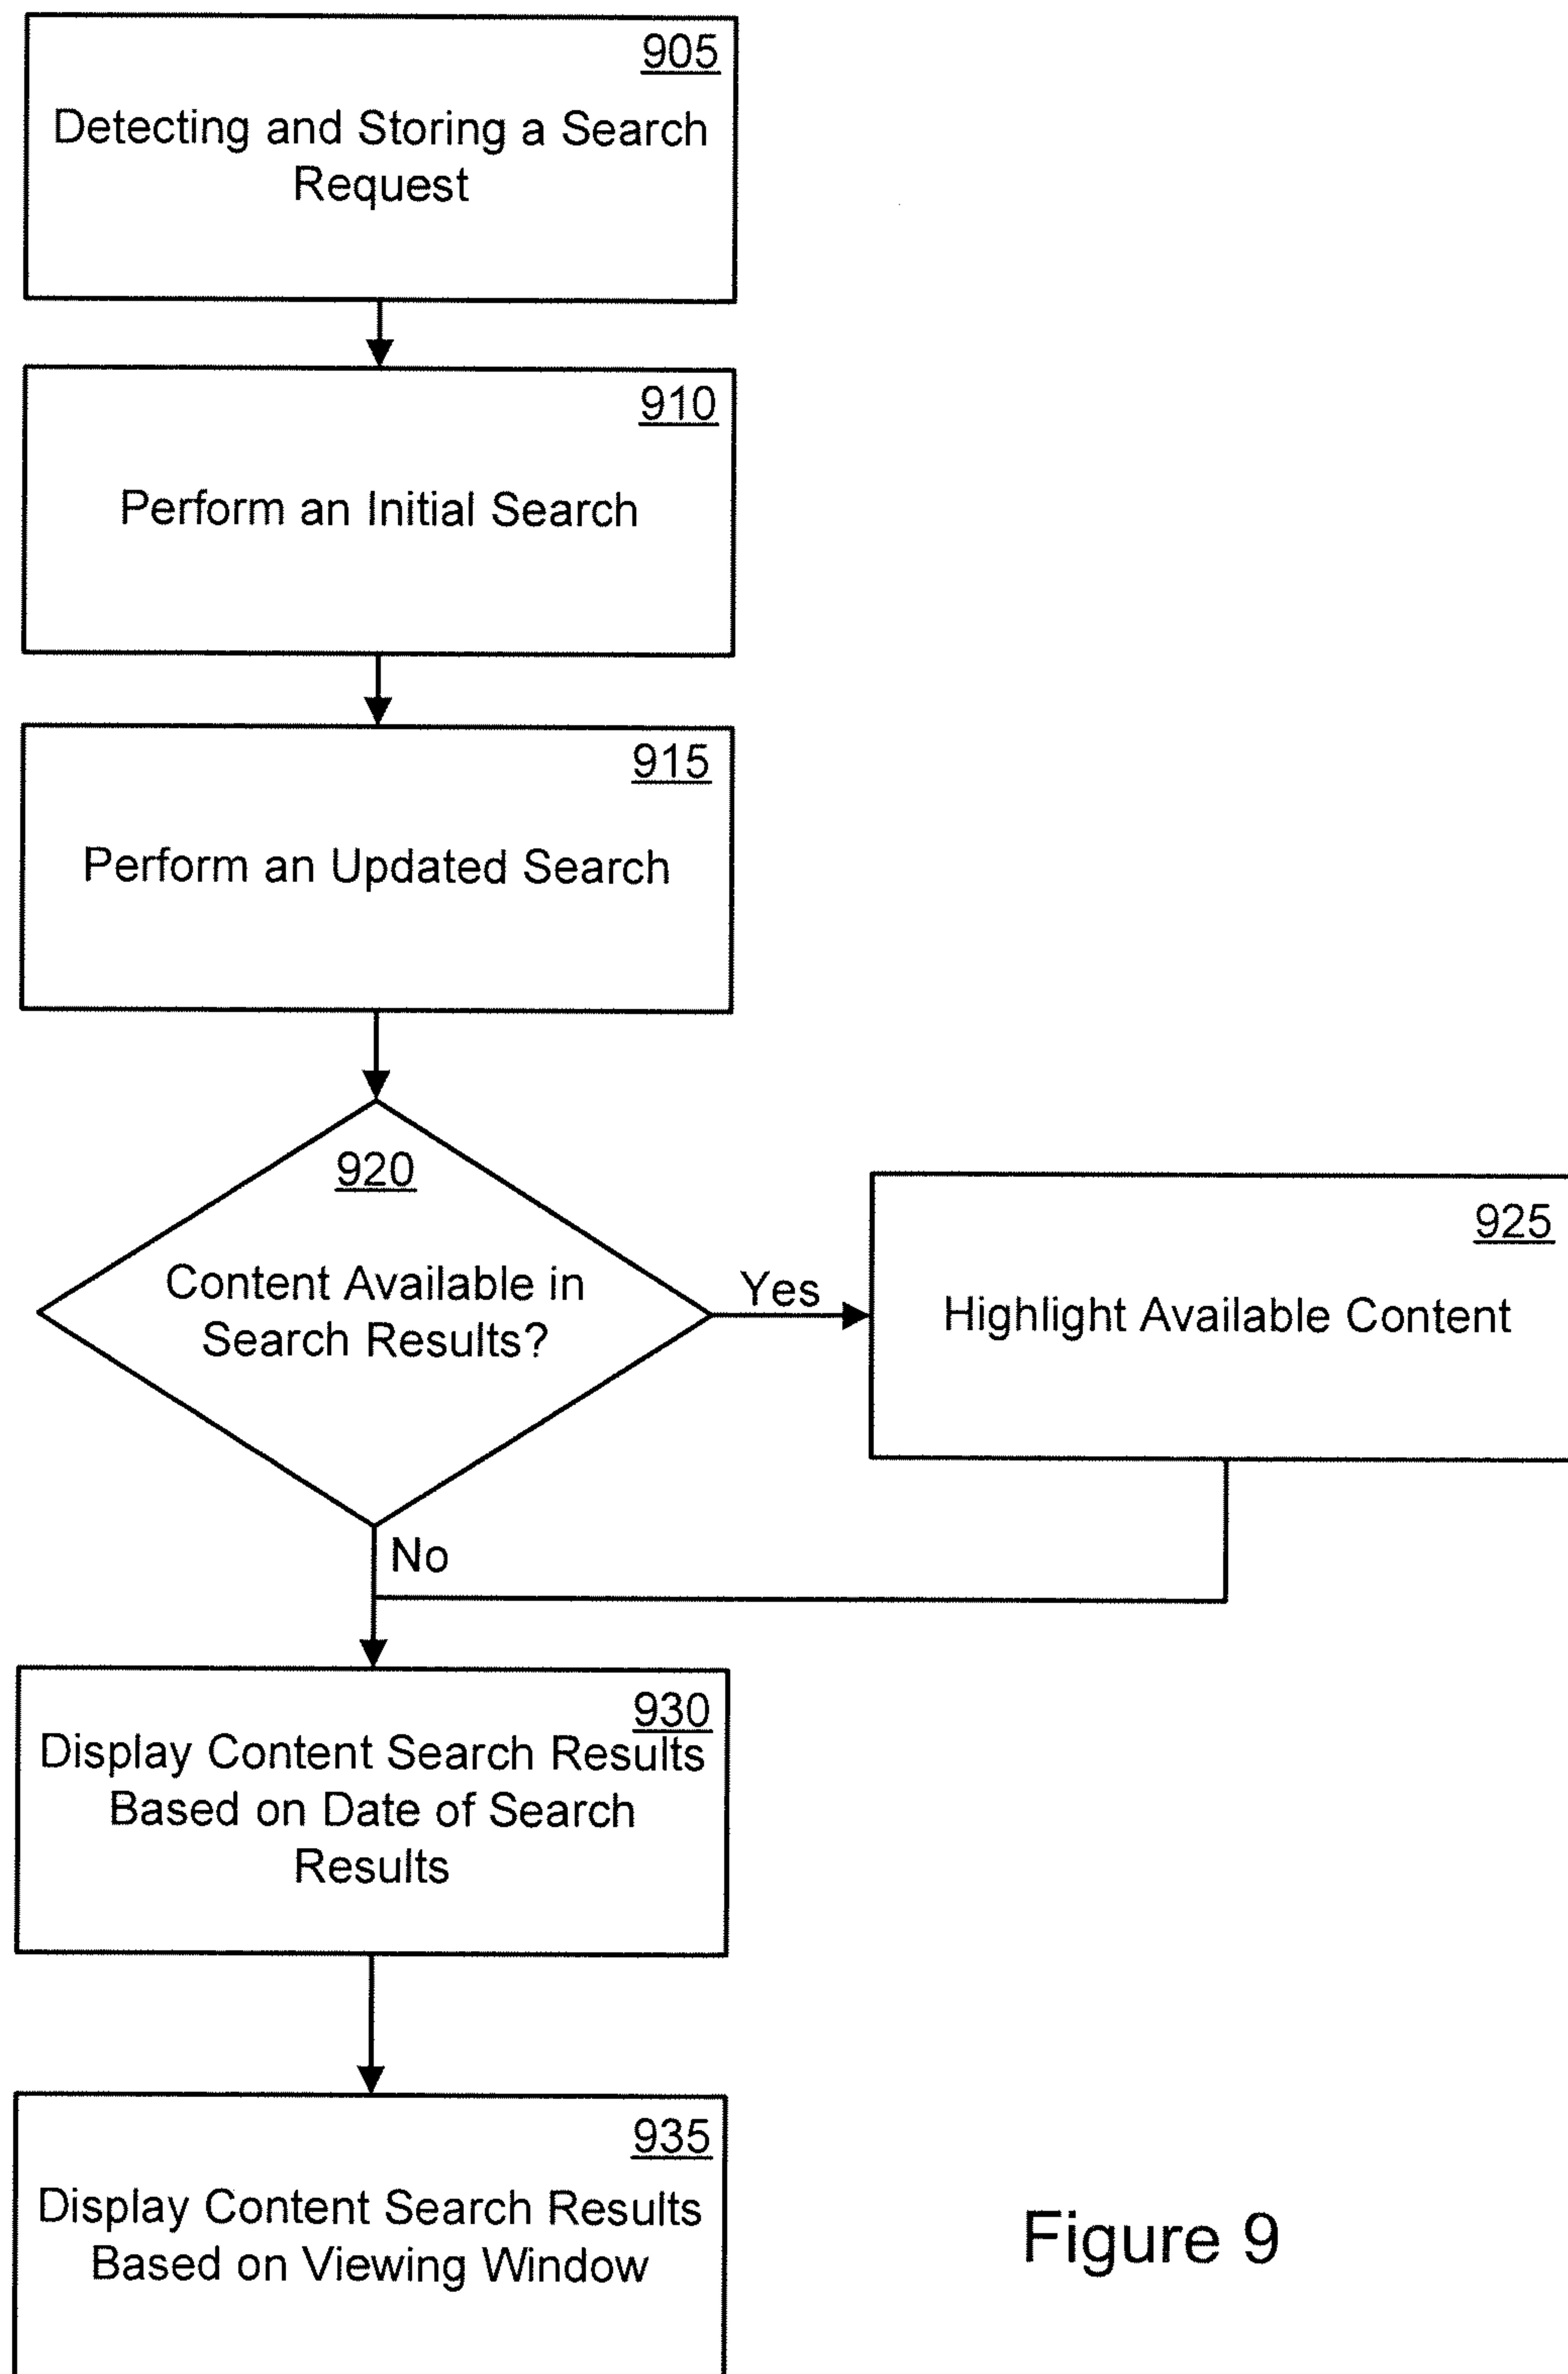 905
Detecting and Storing a Search
Request
910
Perform an Initial Search
915
Perform an Updated Search
920
Content Available in
Search Results?
Yes
925
Highlight Available Content
No
930
Display Content Search Results
Based on Date of Search
Results
935
Display Content Search Results
Based on Viewing Window
Figure 9